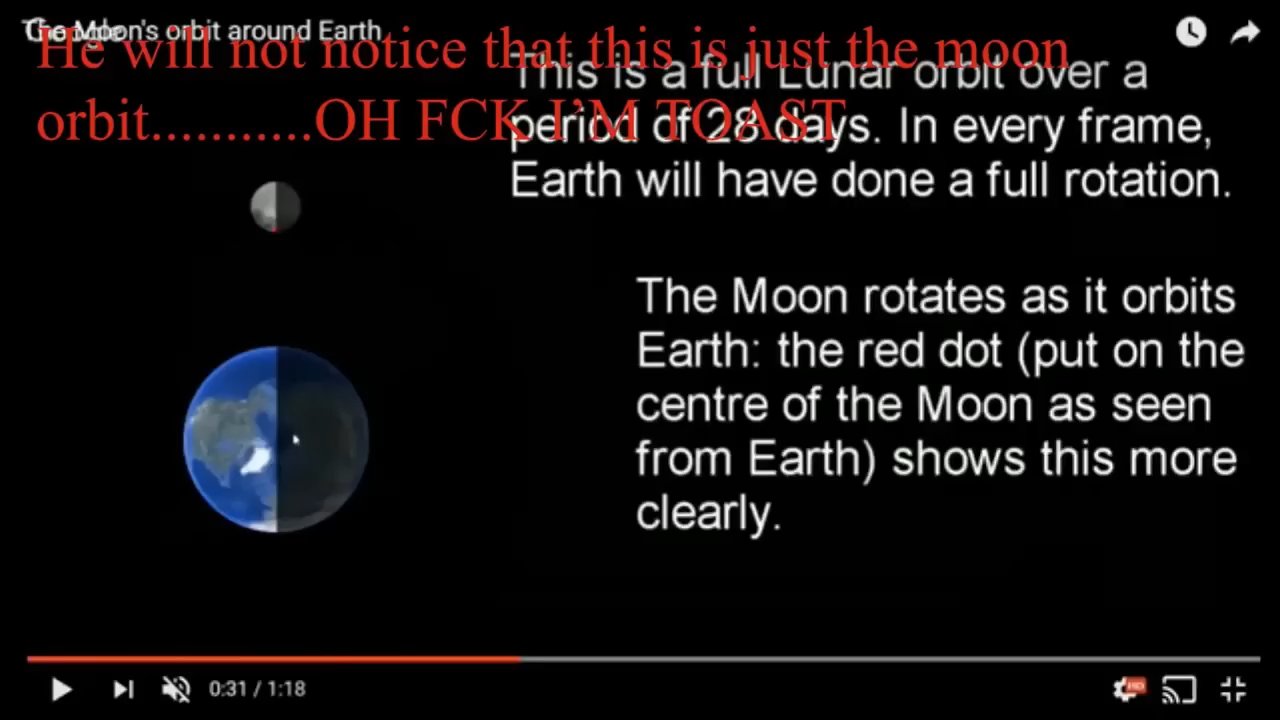 The Moon's orbit around Earth
He will not notice that this is just the moon
orbit...........OH FCK I'M TOAST
This is a full Lunar orbit over a
period of 28 days. In every frame,
Earth will have done a full rotation.
The Moon rotates as it orbits
Earth: the red dot (put on the
centre of the Moon as seen
from Earth) shows this more
clearly.
0:31 / 1:18
HD